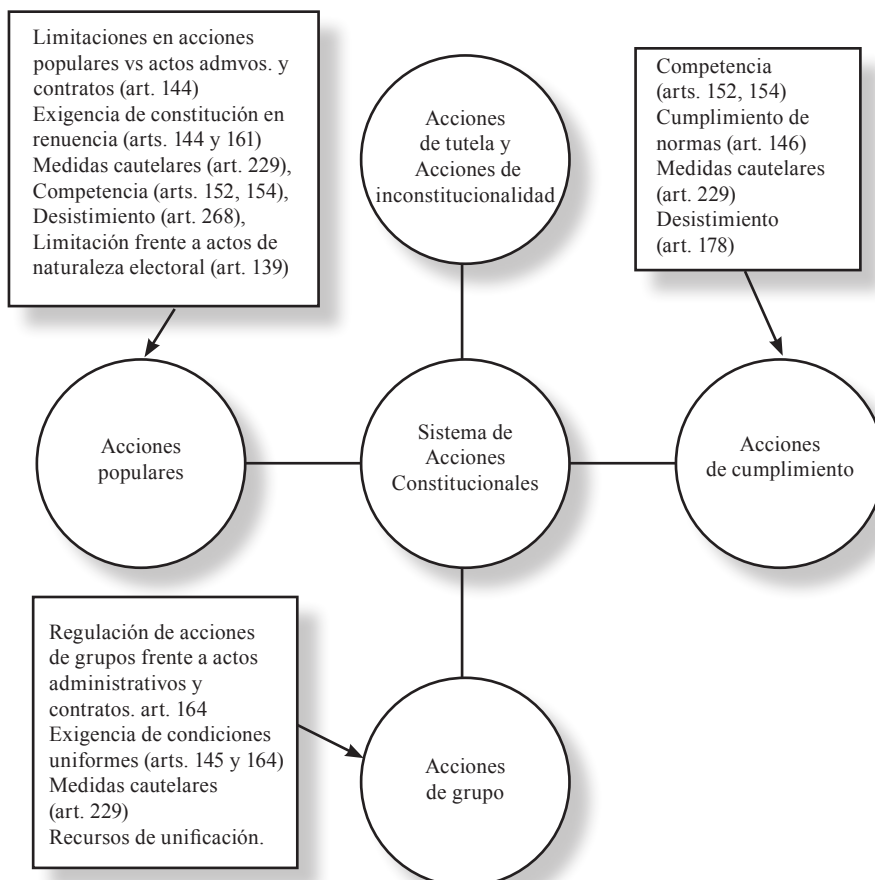 Limitaciones en acciones
populares vs actos admvos. y
contratos (art. 144)
Exigencia de constitución en
renuencia (arts. 144 y 161)
Medidas cautelares (art. 229),
Competencia (arts. 152, 154),
Desistimiento (art. 268),
Limitación frente a actos de
naturaleza electoral (art. 139)
Acciones
de tutela y
Acciones de
inconstitucionalidad
Competencia
(arts. 152, 154)
Cumplimiento de
normas (art. 146)
Medidas cautelares
(art. 229)
Desistimiento
(art. 178)
Acciones
populares
Sistema de
Acciones
Constitucionales
Acciones
de cumplimiento
Regulación de acciones
de grupos frente a actos
administrativos y
contratos. art. 164
Exigencia de condiciones
uniformes (arts. 145 y 164)
Medidas cautelares
(art. 229)
Recursos de unificación.
Acciones
de grupo